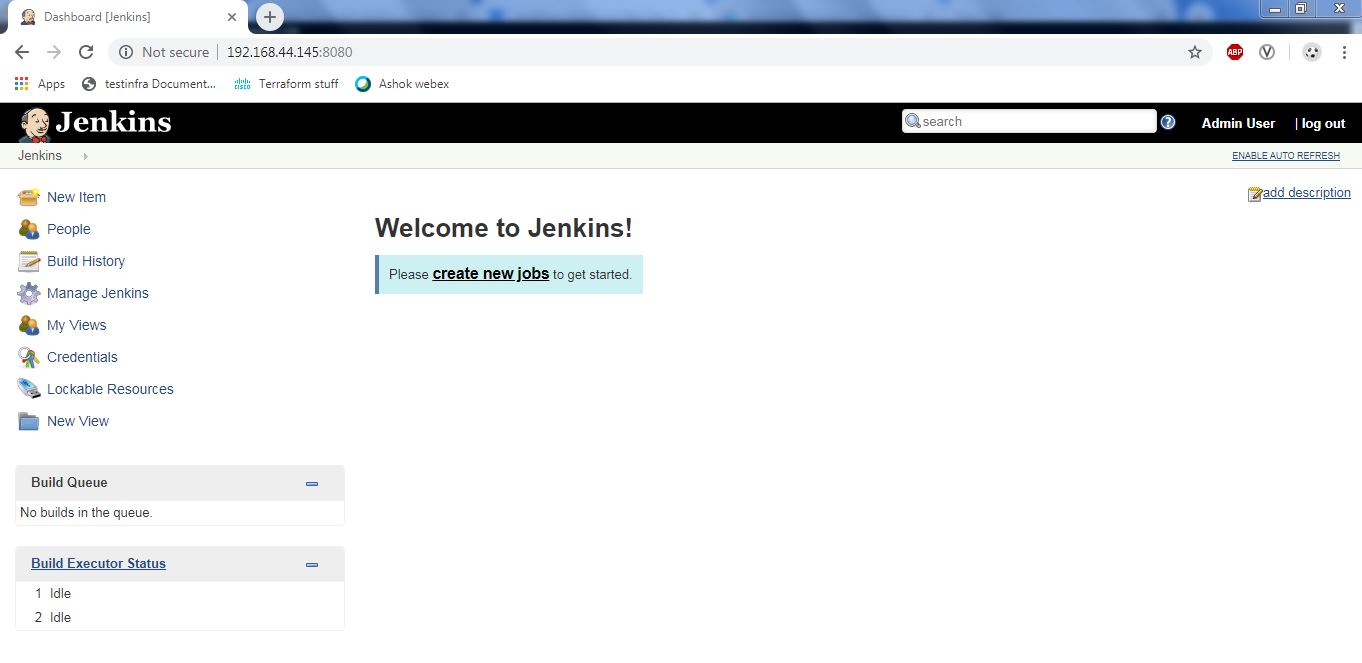 Dashboard [Jenkins]
Not secure 192.168.44.145:8080
ABP
Apps testinfra Document... cisco Terraform stuff Ashok webex
Jenkins search Admin User | log out
Jenkins ENABLE AUTO REFRESH
add description
New Item
People
Build History
Manage Jenkins
My Views
Credentials
Lockable Resources
New View
Welcome to Jenkins!
Please create new jobs to get started.
Build Queue
No builds in the queue.
Build Executor Status
1 Idle
2 Idle